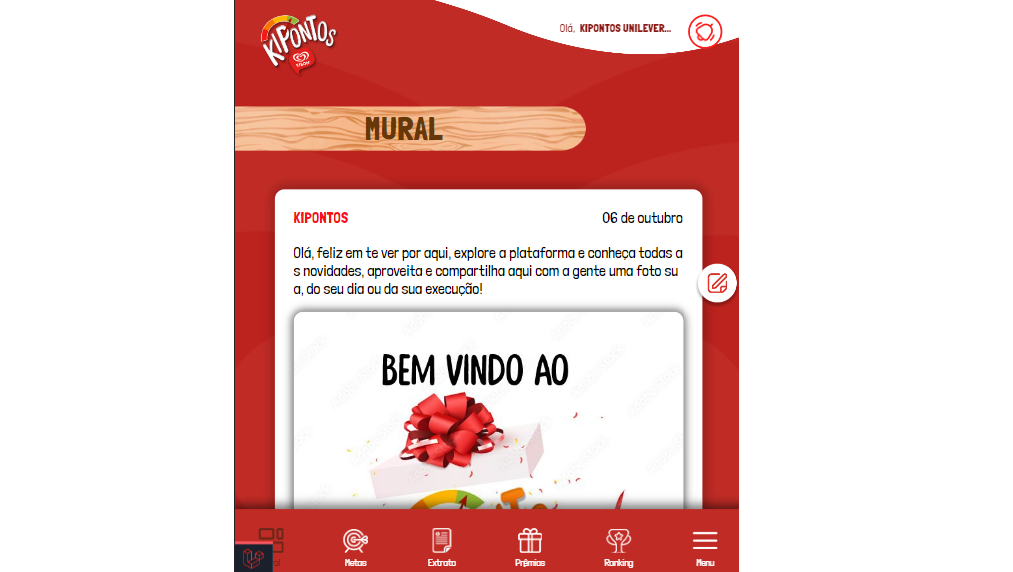 KIPONTOS
Olá, KIPONTOS UNILEVER...
MURAL
KIPONTOS
06 de outubro
Olá, feliz em te ver por aqui, explore a plataforma e conheça todas a
s novidades, aproveita e compartilha aqui com a gente uma foto su
a, do seu dia ou da sua execução!
BEM VINDO AO
Metas
Extrato
Prêmios
Ranking
Menu